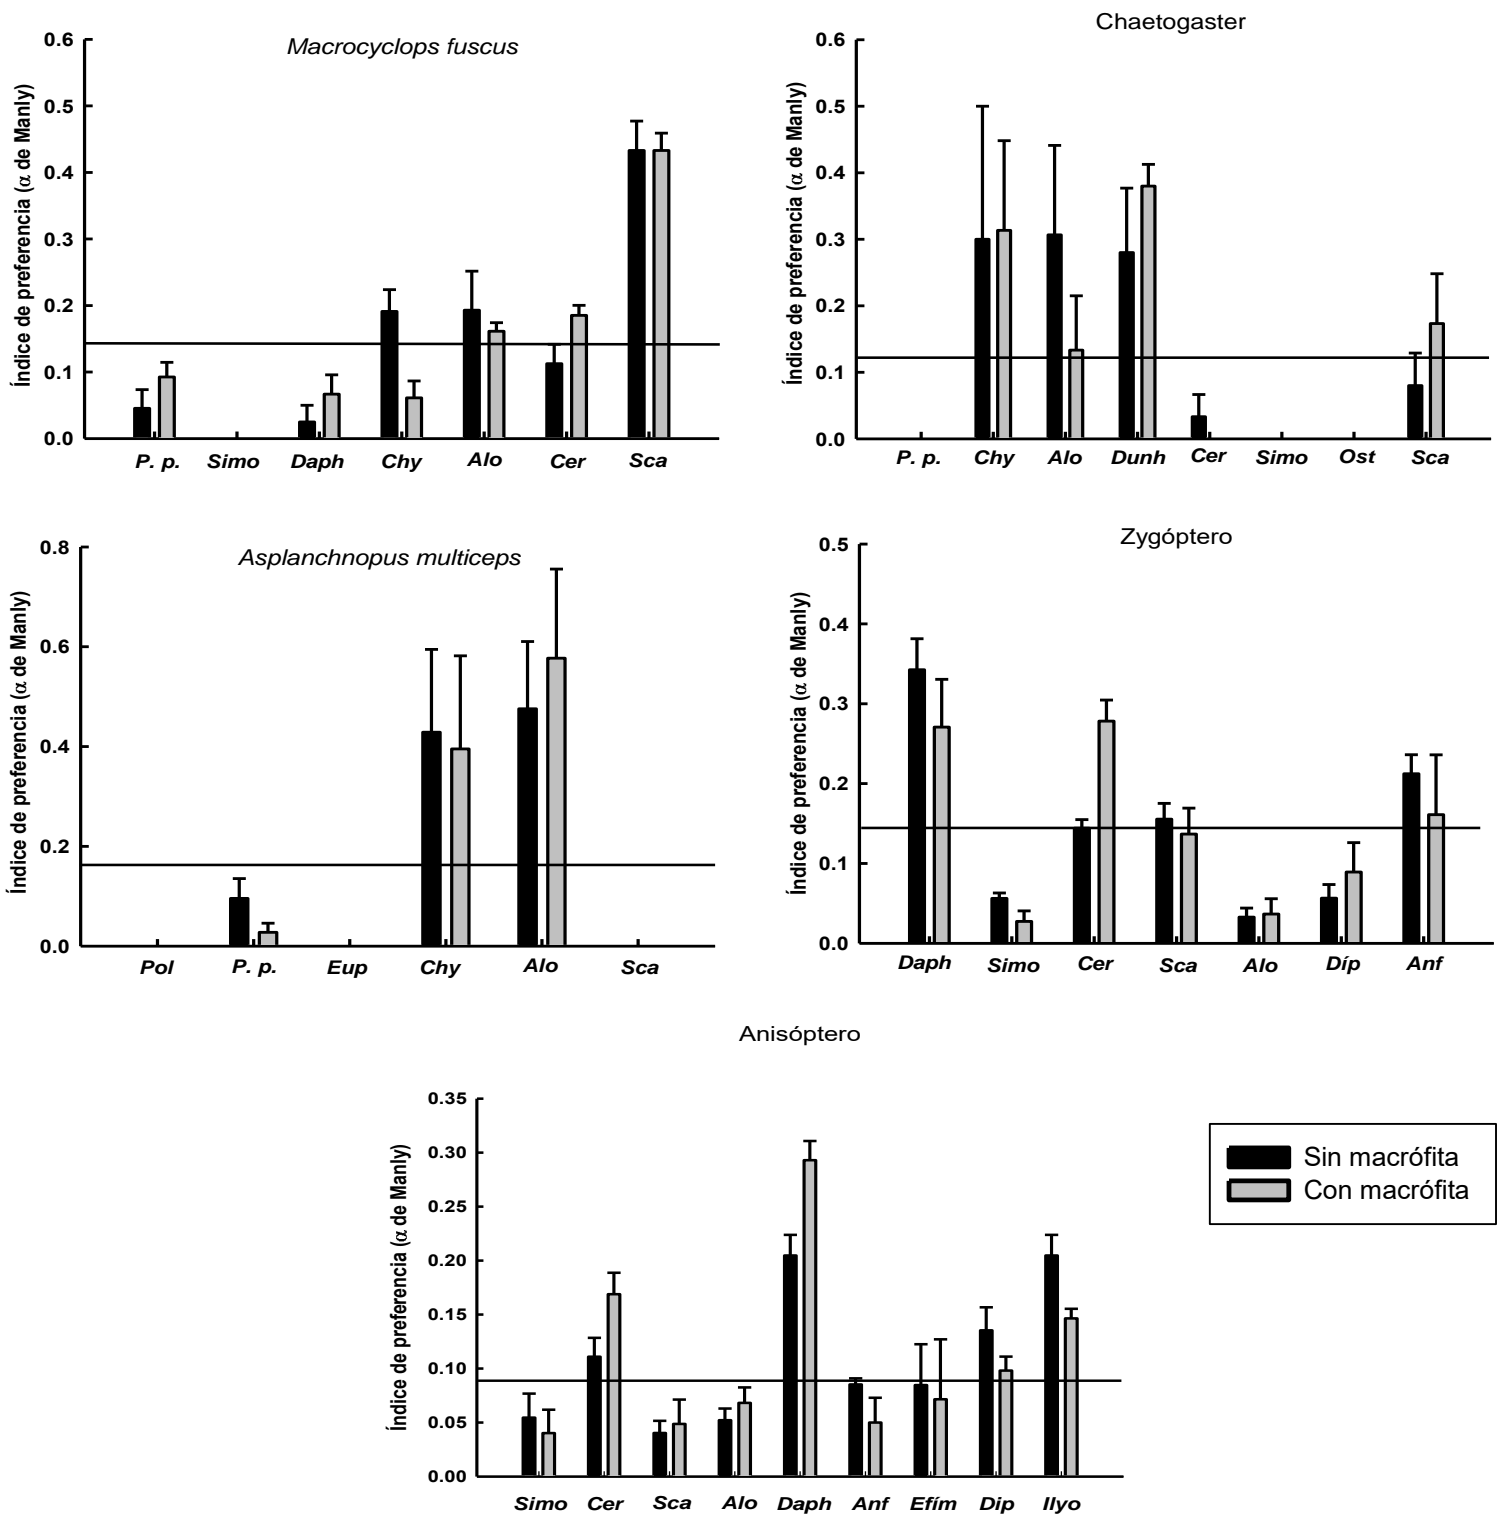 Macrocyclops fuscus
Índice de preferencia (α de Manly)
0.6
0.5
0.4
0.3
0.2
0.1
0.0
P. p. Simo Daph Chy Alo Cer Sca
Chaetogaster
Índice de preferencia (α de Manly)
0.6
0.5
0.4
0.3
0.2
0.1
0.0
P. p. Chy Alo Dunh Cer Simo Ost Sca
Asplanchnopus multiceps
Índice de preferencia (α de Manly)
0.8
0.6
0.4
0.2
0.0
Pol P. p. Eup Chy Alo Sca
Zygóptero
Índice de preferencia (α de Manly)
0.5
0.4
0.3
0.2
0.1
0.0
Daph Simo Cer Sca Alo Díp Anf
Anisóptero
Índice de preferencia (α de Manly)
0.35
0.30
0.25
0.20
0.15
0.10
0.05
0.00
Simo Cer Sca Alo Daph Anf Efím Dip Ilyo
Sin macrófita
Con macrófita